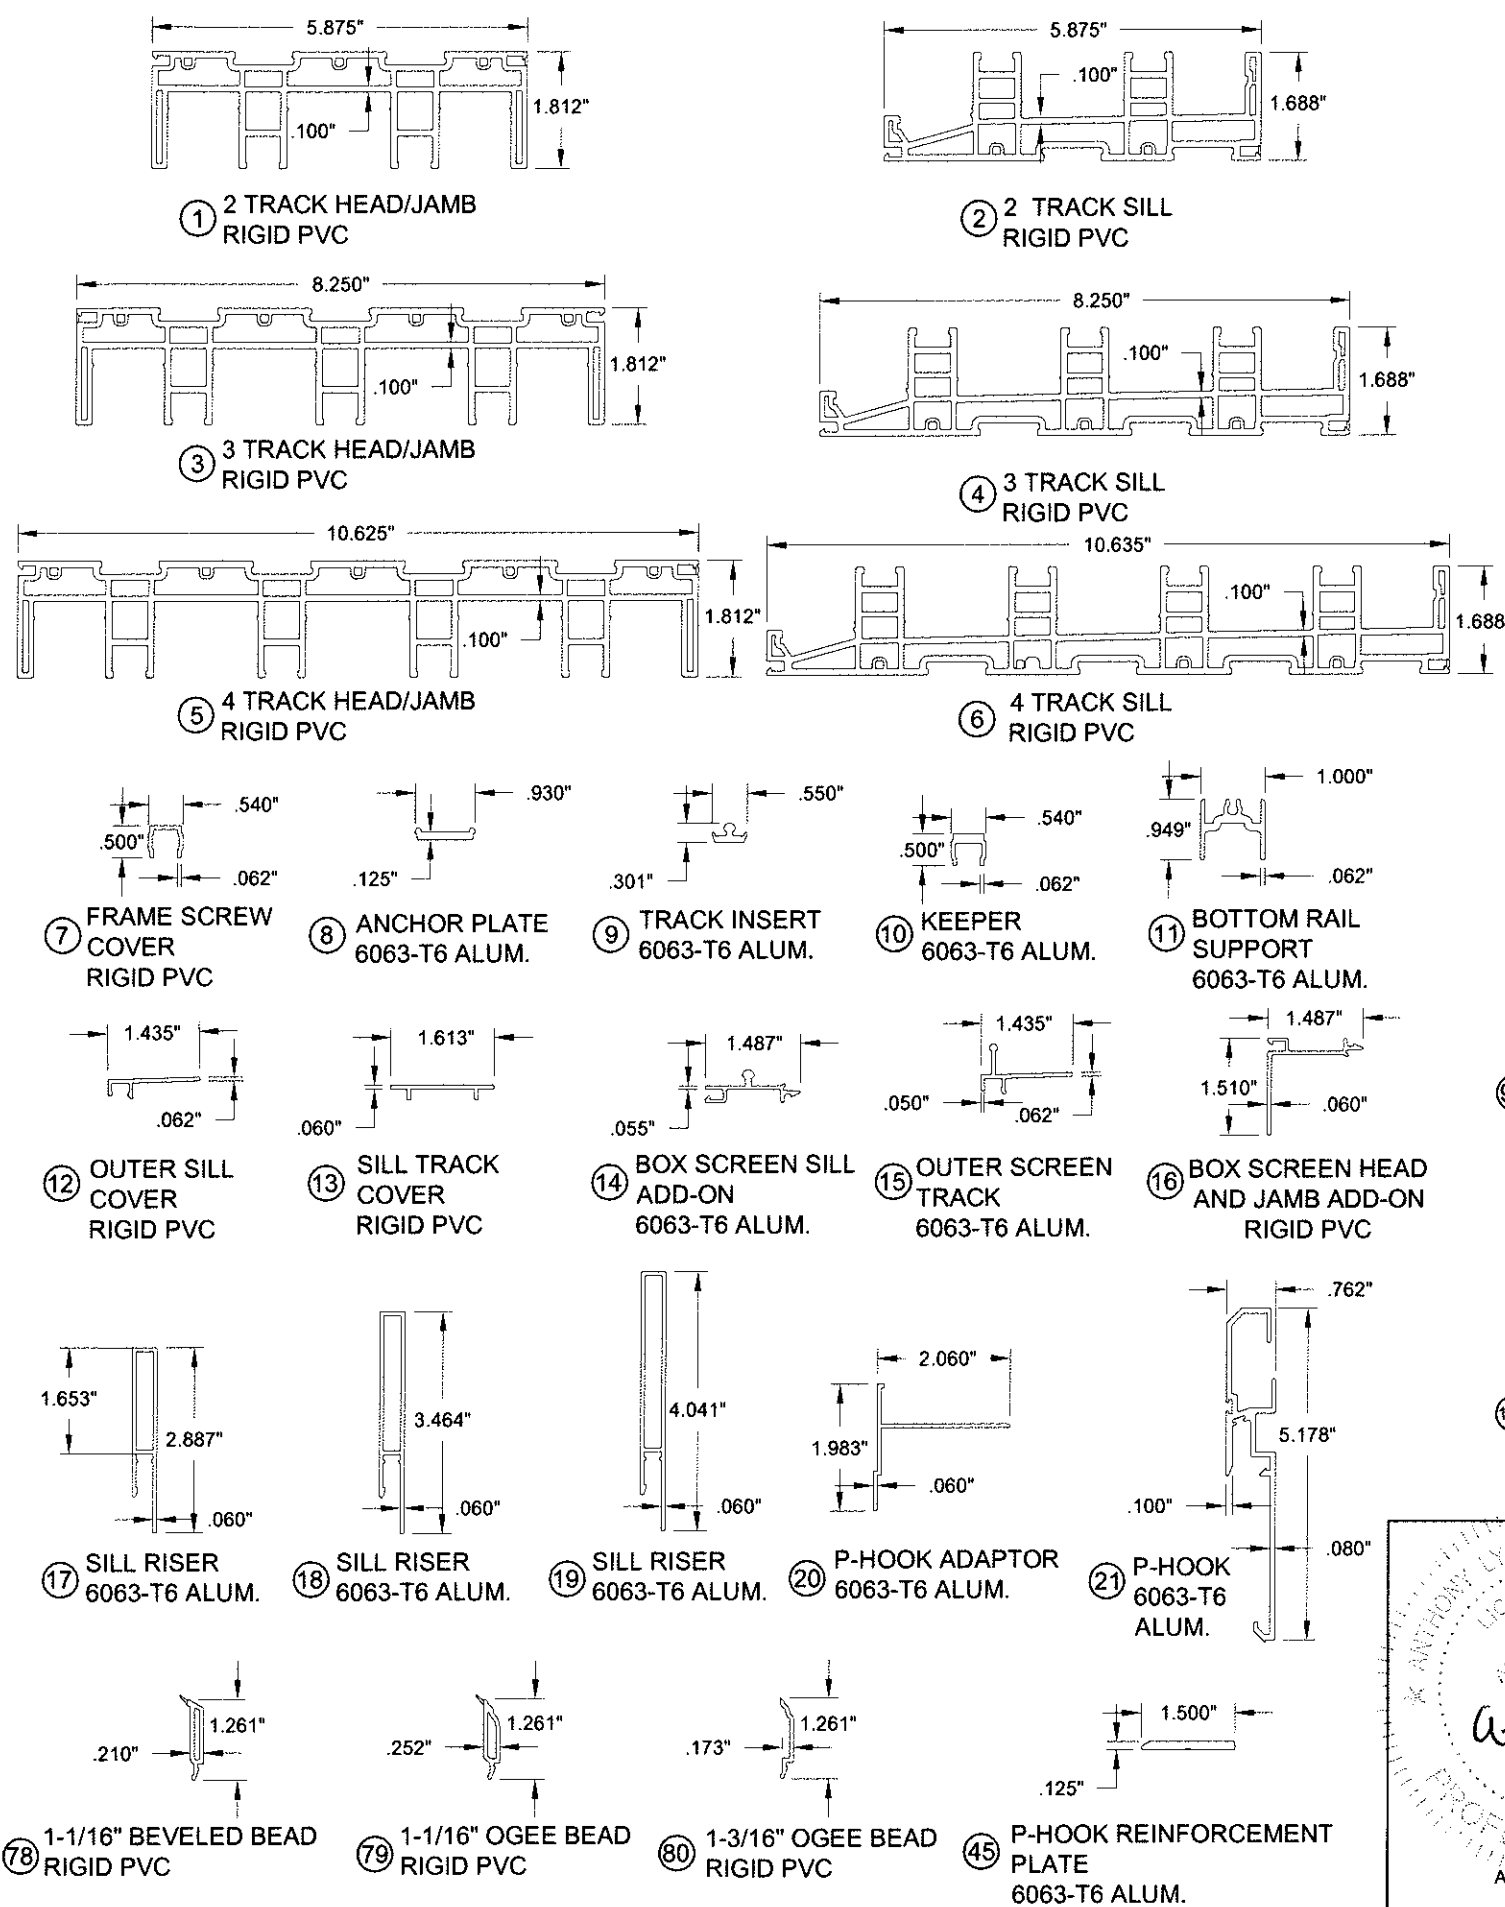 5.875"
1.812"
.100"
1 2 TRACK HEAD/JAMB
RIGID PVC
5.875"
.100"
1.688"
2 2 TRACK SILL
RIGID PVC
8.250"
1.812"
.100"
3 3 TRACK HEAD/JAMB
RIGID PVC
8.250"
.100"
1.688"
4 3 TRACK SILL
RIGID PVC
10.625"
1.812"
.100"
5 4 TRACK HEAD/JAMB
RIGID PVC
10.635"
.100"
1.688
6 4 TRACK SILL
RIGID PVC
.540"
.500"
.062"
7 FRAME SCREW
COVER
RIGID PVC
.930"
.125"
8 ANCHOR PLATE
6063-T6 ALUM.
.550"
.301"
9 TRACK INSERT
6063-T6 ALUM.
.540"
.500"
.062"
10 KEEPER
6063-T6 ALUM.
1.000"
.949"
.062"
11 BOTTOM RAIL
SUPPORT
6063-T6 ALUM.
1.435"
.062"
12 OUTER SILL
COVER
RIGID PVC
1.613"
.060"
13 SILL TRACK
COVER
RIGID PVC
1.487"
.055"
14 BOX SCREEN SILL
ADD-ON
6063-T6 ALUM.
1.435"
.050"
.062"
15 OUTER SCREEN
TRACK
6063-T6 ALUM.
1.487"
1.510"
.060"
16 BOX SCREEN HEAD
AND JAMB ADD-ON
RIGID PVC
1.653"
2.887"
.060"
17 SILL RISER
6063-T6 ALUM.
3.464"
.060"
18 SILL RISER
6063-T6 ALUM.
4.041"
.060"
19 SILL RISER
6063-T6 ALUM.
2.060"
1.983"
.060"
20 P-HOOK ADAPTOR
6063-T6 ALUM.
.762"
5.178"
.100"
.080"
21 P-HOOK
6063-T6
ALUM.
1.261"
.210"
78 1-1/16" BEVELED BEAD
RIGID PVC
1.261"
.252"
79 1-1/16" OGEE BEAD
RIGID PVC
1.261"
.173"
80 1-3/16" OGEE BEAD
RIGID PVC
1.500"
.125"
45 P-HOOK REINFORCEMENT
PLATE
6063-T6 ALUM.
ANTHONY